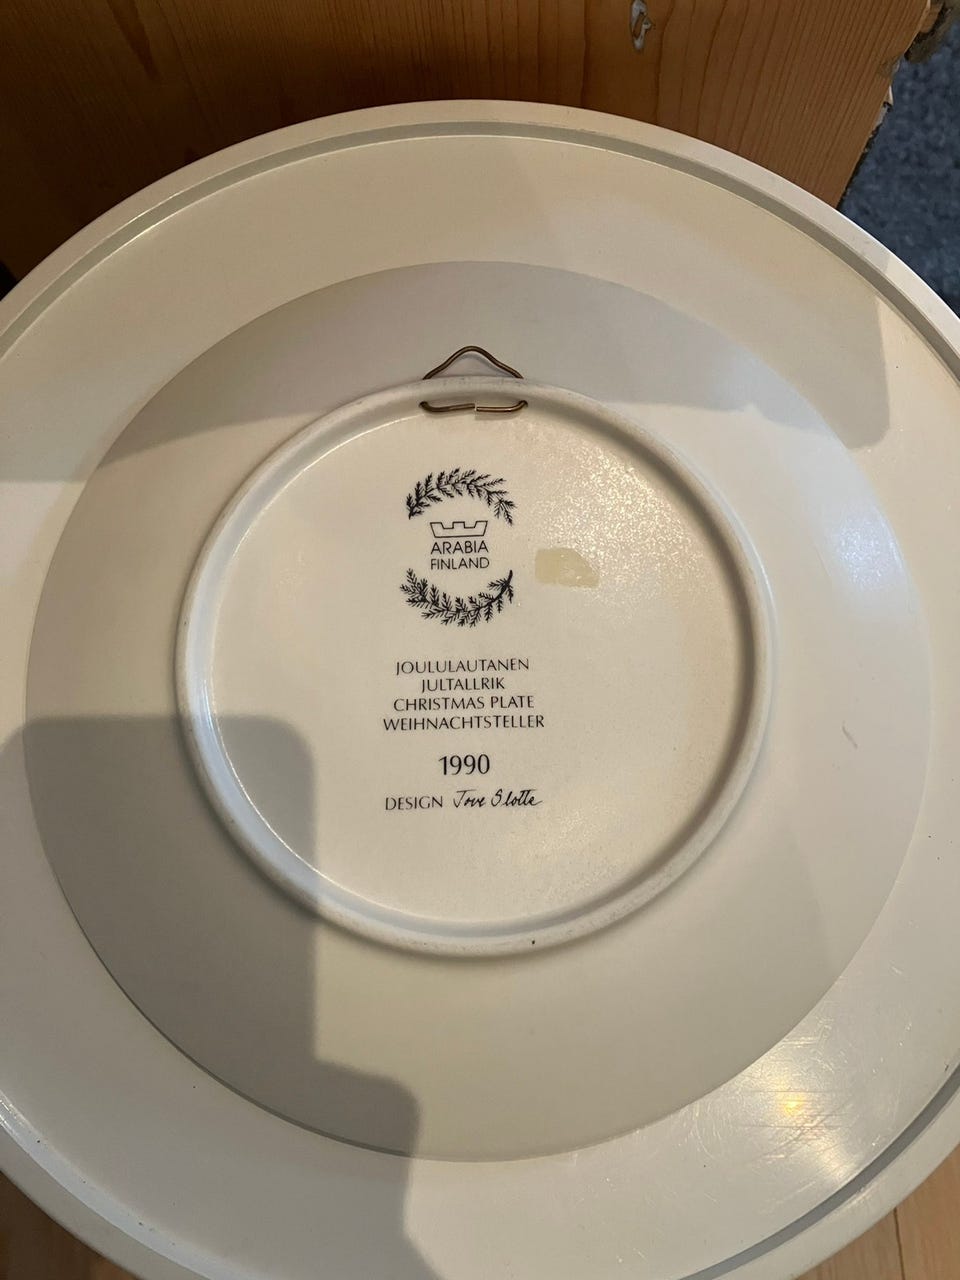 ARABIA
FINLAND
JOULULAUTANEN
JULTALLRIK
CHRISTMAS PLATE
WEIHNACHTSTELLER
1990
DESIGN Tove Slotte